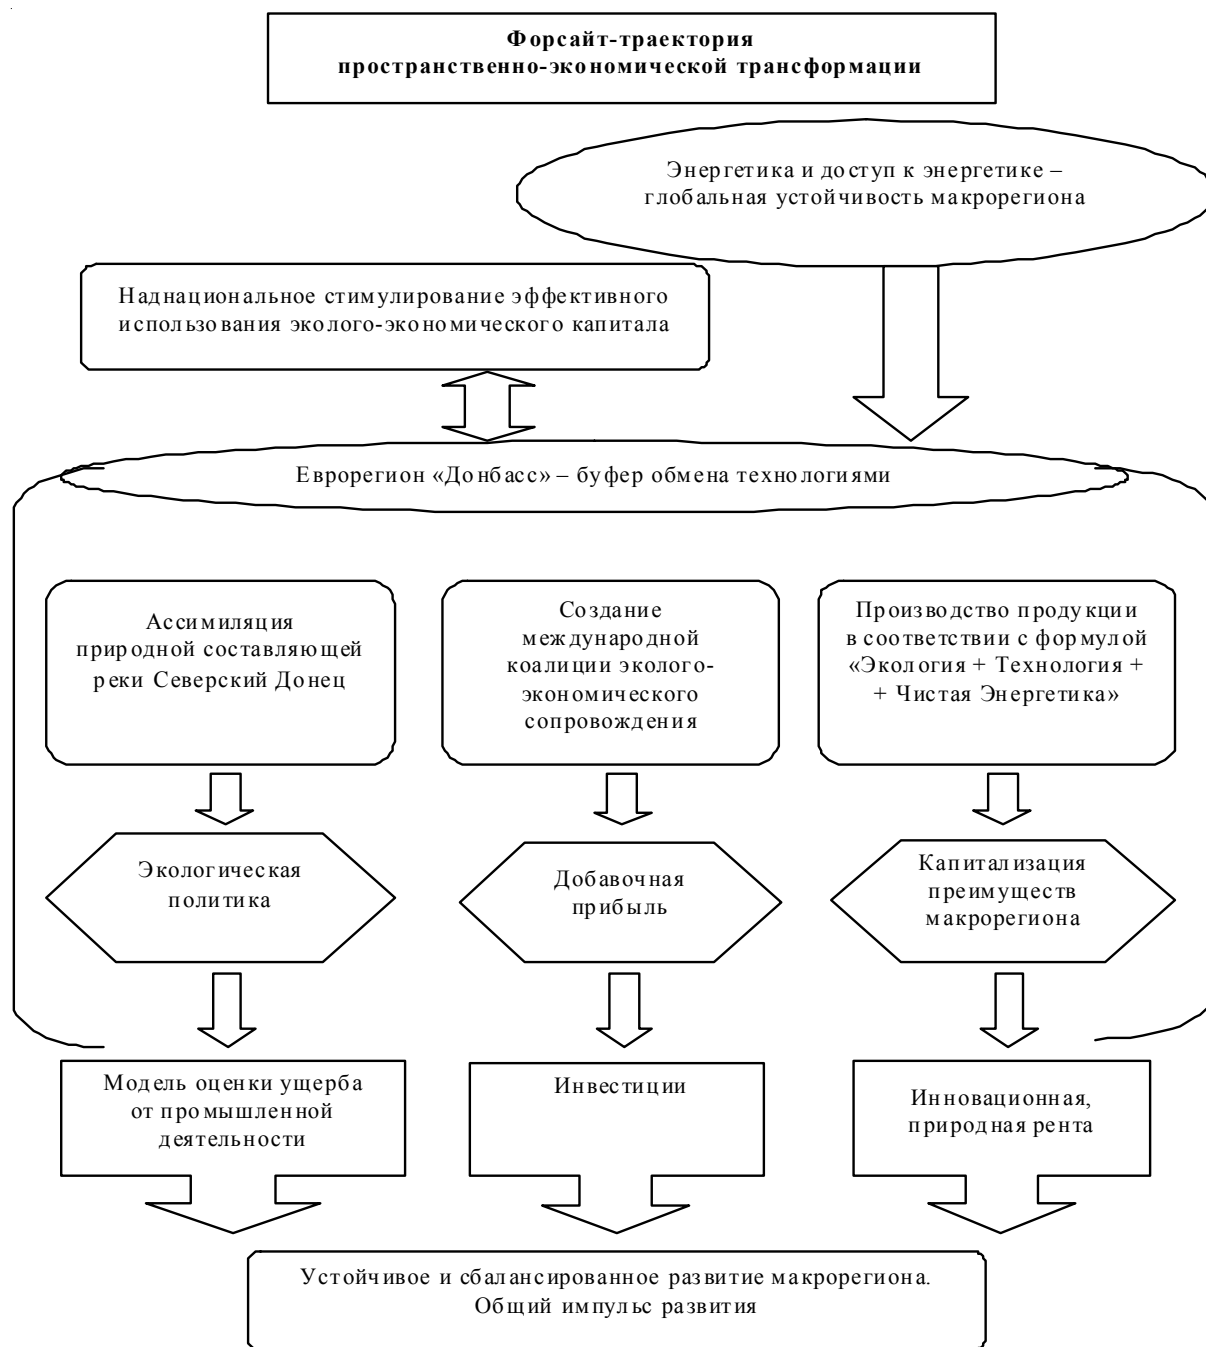 Форсайт-траектория
пространственно-экономической трансформации
Энергетика и доступ к энергетике –
глобальная устойчивость макрорегиона
Наднациональное стимулирование эффективного
использования эколого-экономического капитала
Еврорегион «Донбасс» – буфер обмена технологиями
Ассимиляция
природной составляющей
реки Северский Донец
Создание
международной
коалиции эколого-
экономического
сопровождения
Производство продукции
в соответствии с формулой
«Экология + Технология +
+ Чистая Энергетика»
Экологическая
политика
Добавочная
прибыль
Капитализация
преимуществ
макрорегиона
Модель оценки ущерба
от промышленной
деятельности
Инвестиции
Инновационная,
природная рента
Устойчивое и сбалансированное развитие макрорегиона.
Общий импульс развития